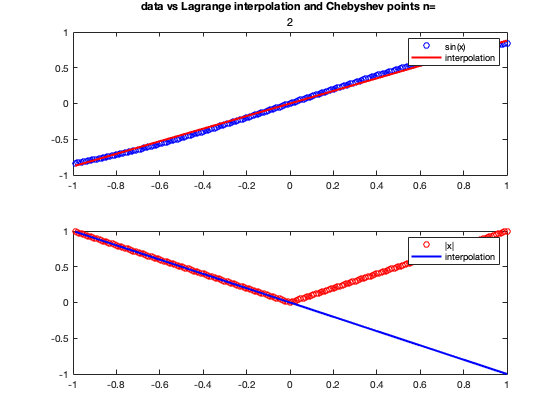 data vs Lagrange interpolation and Chebyshev points n=
2
1
0.5
0
-0.5
-1
-1 -0.8 -0.6 -0.4 -0.2 0 0.2 0.4 0.6 0.8 1
sin(x)
interpolation
1
0.5
0
-0.5
-1
-1 -0.8 -0.6 -0.4 -0.2 0 0.2 0.4 0.6 0.8 1
|x|
interpolation